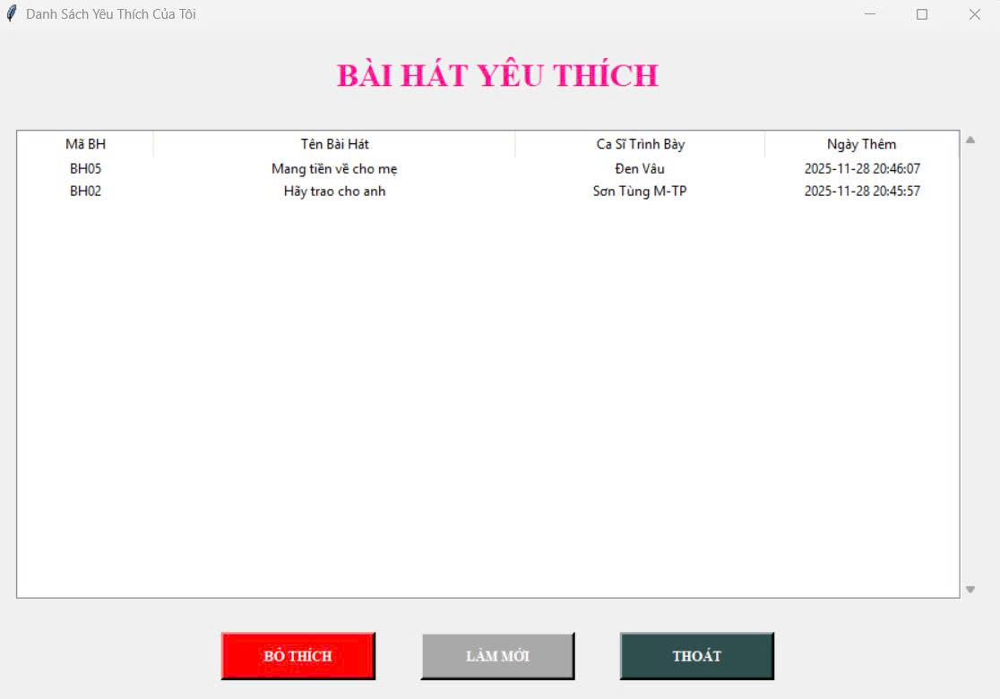 Danh Sách Yêu Thích Của Tôi
BÀI HÁT YÊU THÍCH
Mã BH Tên Bài Hát Ca Sĩ Trình Bày Ngày Thêm
BH05 Mang tiền về cho mẹ Đen Vâu 2025-11-28 20:46:07
BH02 Hãy trao cho anh Sơn Tùng M-TP 2025-11-28 20:45:57
BỎ THÍCH LÀM MỚI THOÁT